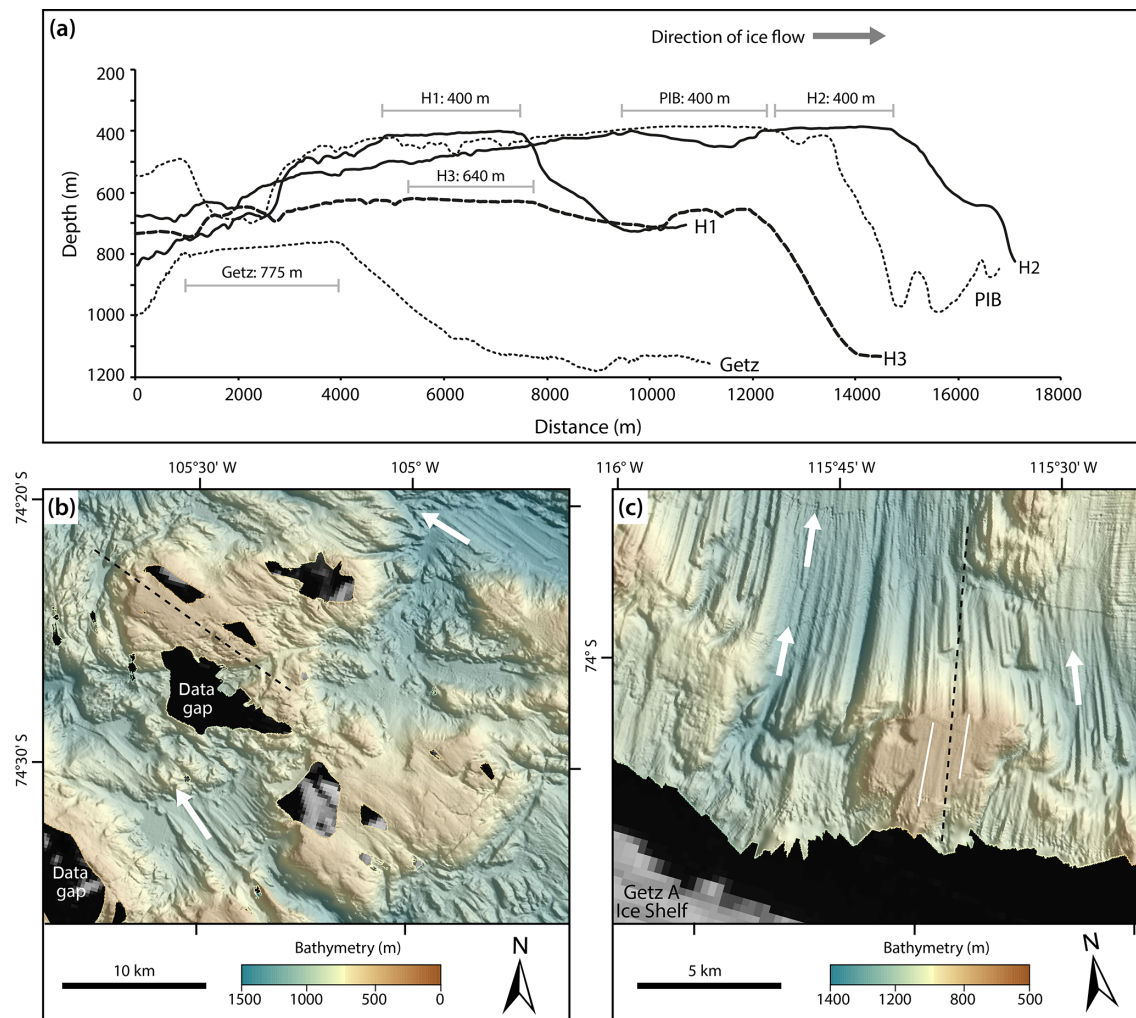 (a)
Direction of ice flow
200
400
600
800
1000
1200
Depth (m)
H1: 400 m
PIB: 400 m
H2: 400 m
H3: 640 m
Getz: 775 m
H1
H2
PIB
H3
Getz
0
2000
4000
6000
8000
10000
12000
14000
16000
18000
Distance (m)
105°30' W
105° W
74°20' S
74°30' S
(b)
Data
gap
Data
gap
10 km
Bathymetry (m)
1500
1000
500
0
N
116° W
115°45' W
115°30' W
74° S
(c)
Getz A
Ice Shelf
5 km
Bathymetry (m)
1400
1100
800
500
N